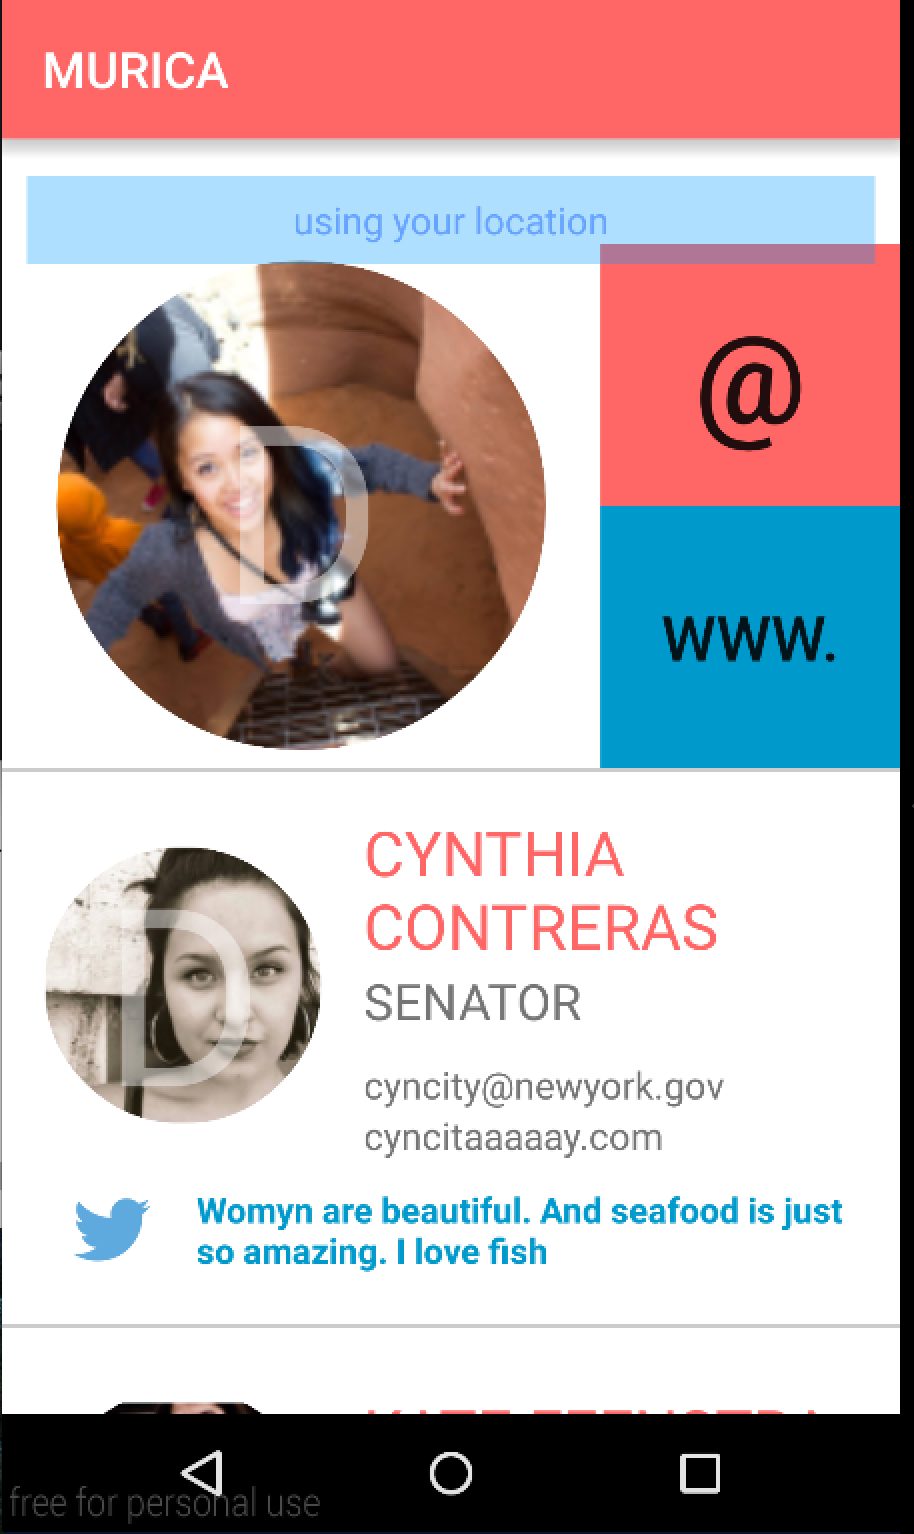 MURICA
using your location
D
@
www.
CYNTHIA
CONTRERAS
SENATOR
D
cyncity@newyork.gov
cyncitaaaaay.com
Womyn are beautiful. And seafood is just
so amazing. I love fish
free for personal use